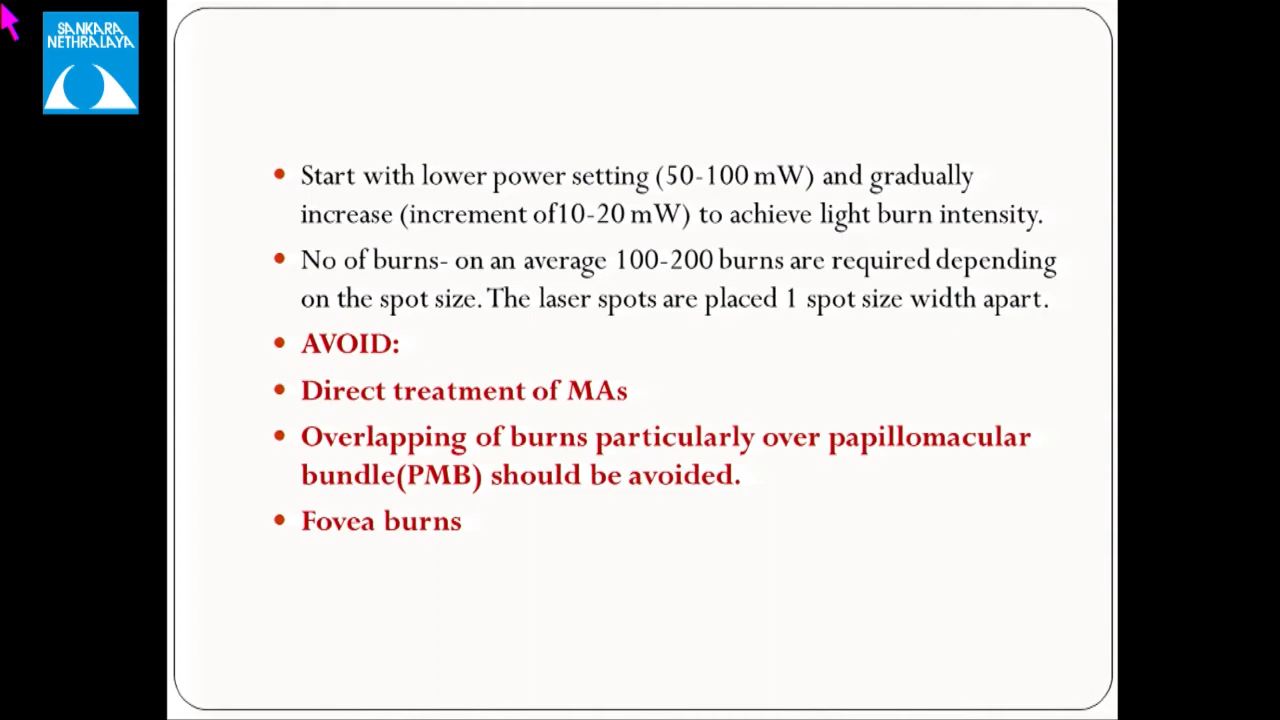 SANKARA
NETHRALAYA
• Start with lower power setting (50-100 mW) and gradually
increase (increment of10-20 mW) to achieve light burn intensity.
• No of burns- on an average 100-200 burns are required depending
on the spot size. The laser spots are placed 1 spot size width apart.
• AVOID:
• Direct treatment of MAs
• Overlapping of burns particularly over papillomacular
bundle(PMB) should be avoided.
• Fovea burns